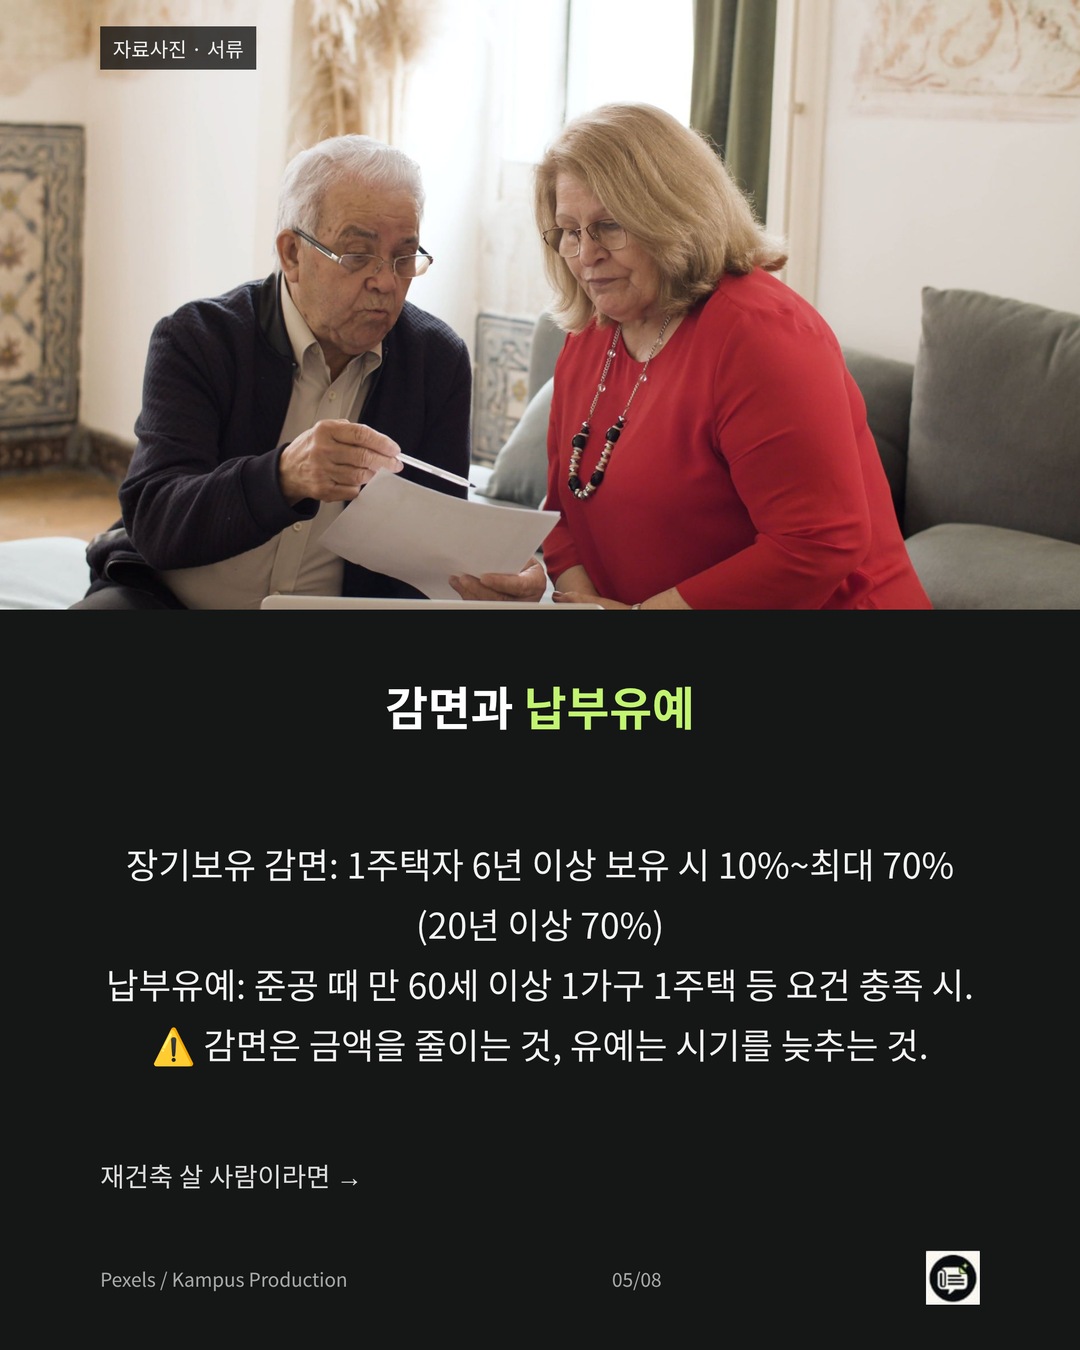 자료사진 · 서류
감면과 납부유예
장기보유 감면: 1주택자 6년 이상 보유 시 10%~최대 70%
(20년 이상 70%)
납부유예: 준공 때 만 60세 이상 1가구 1주택 등 요건 충족 시.
⚠️ 감면은 금액을 줄이는 것, 유예는 시기를 늦추는 것.
재건축 살 사람이라면 →
Pexels / Kampus Production
05/08